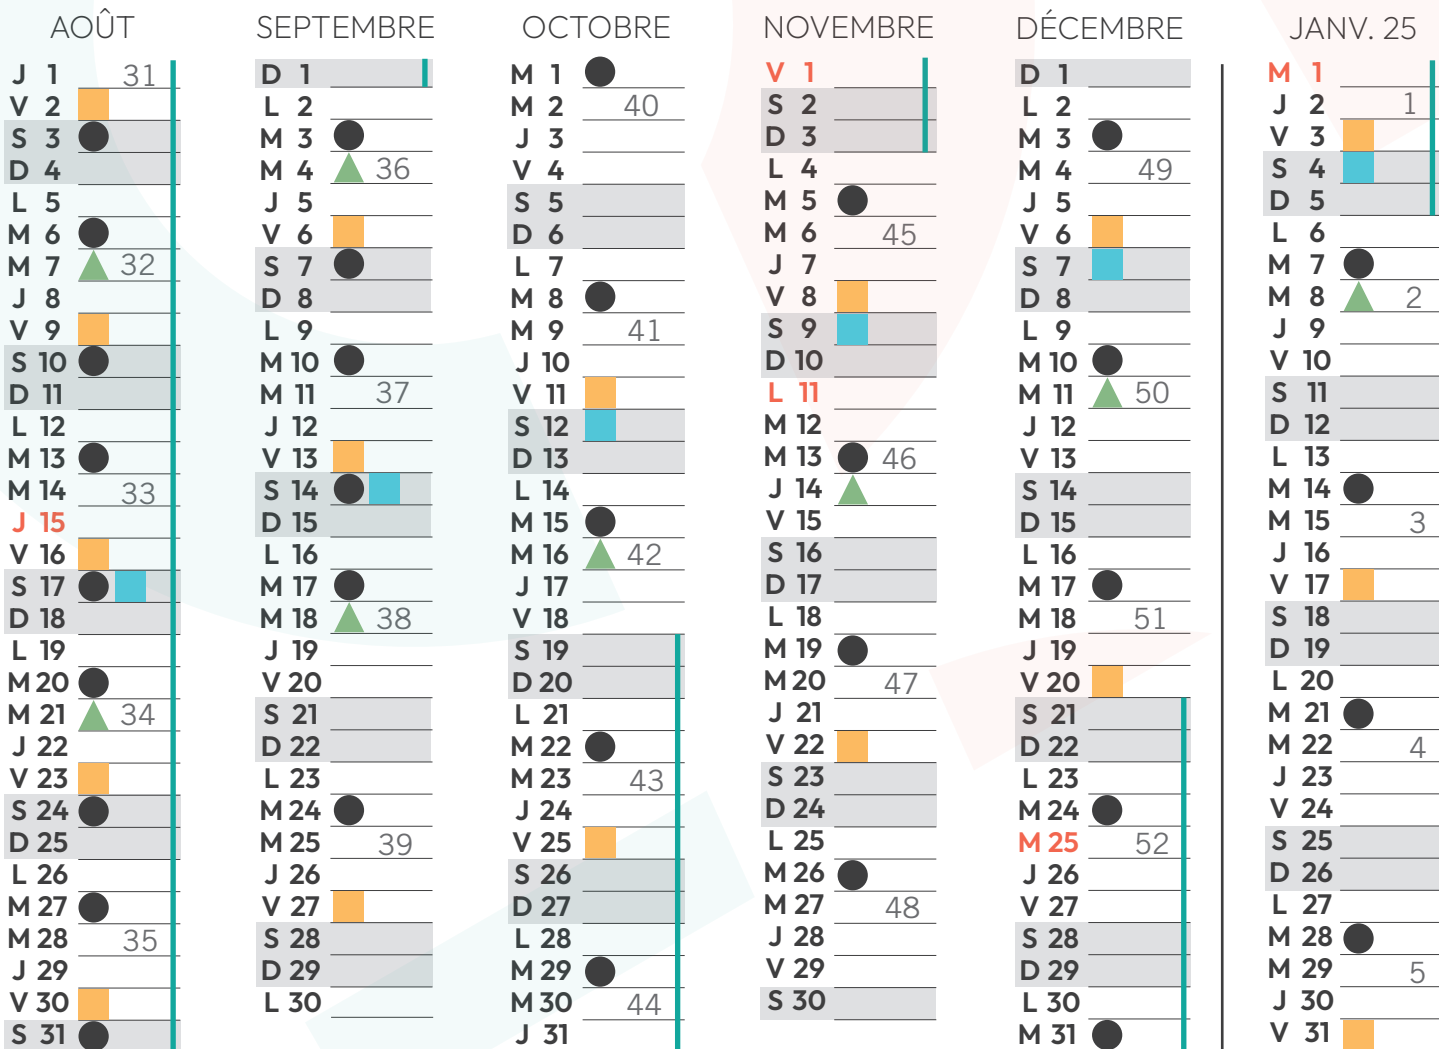 AOÛT
J 1 31
V 2
S 3
D 4
L 5
M 6
M 7 32
J 8
V 9
S 10
D 11
L 12
M 13
M 14 33
J 15
V 16
S 17
D 18
L 19
M 20
M 21 34
J 22
V 23
S 24
D 25
L 26
M 27
M 28 35
J 29
V 30
S 31
SEPTEMBRE
D 1
L 2
M 3
M 4 36
J 5
V 6
S 7
D 8
L 9
M 10
M 11 37
J 12
V 13
S 14
D 15
L 16
M 17
M 18 38
J 19
V 20
S 21
D 22
L 23
M 24
M 25 39
J 26
V 27
S 28
D 29
L 30
OCTOBRE
M 1
M 2 40
J 3
V 4
S 5
D 6
L 7
M 8
M 9 41
J 10
V 11
S 12
D 13
L 14
M 15
M 16 42
J 17
V 18
S 19
D 20
L 21
M 22
M 23 43
J 24
V 25
S 26
D 27
L 28
M 29
M 30 44
J 31
NOVEMBRE
V 1
S 2
D 3
L 4
M 5
M 6 45
J 7
V 8
S 9
D 10
L 11
M 12
M 13 46
J 14
V 15
S 16
D 17
L 18
M 19
M 20 47
J 21
V 22
S 23
D 24
L 25
M 26
M 27 48
J 28
V 29
S 30
DÉCEMBRE
D 1
L 2
M 3
M 4 49
J 5
V 6
S 7
D 8
L 9
M 10
M 11 50
J 12
V 13
S 14
D 15
L 16
M 17
M 18 51
J 19
V 20
S 21
D 22
L 23
M 24
M 25 52
J 26
V 27
S 28
D 29
L 30
M 31
JANV. 25
M 1
J 2 1
V 3
S 4
D 5
L 6
M 7
M 8 2
J 9
V 10
S 11
D 12
L 13
M 14
M 15 3
J 16
V 17
S 18
D 19
L 20
M 21
M 22 4
J 23
V 24
S 25
D 26
L 27
M 28
M 29 5
J 30
V 31